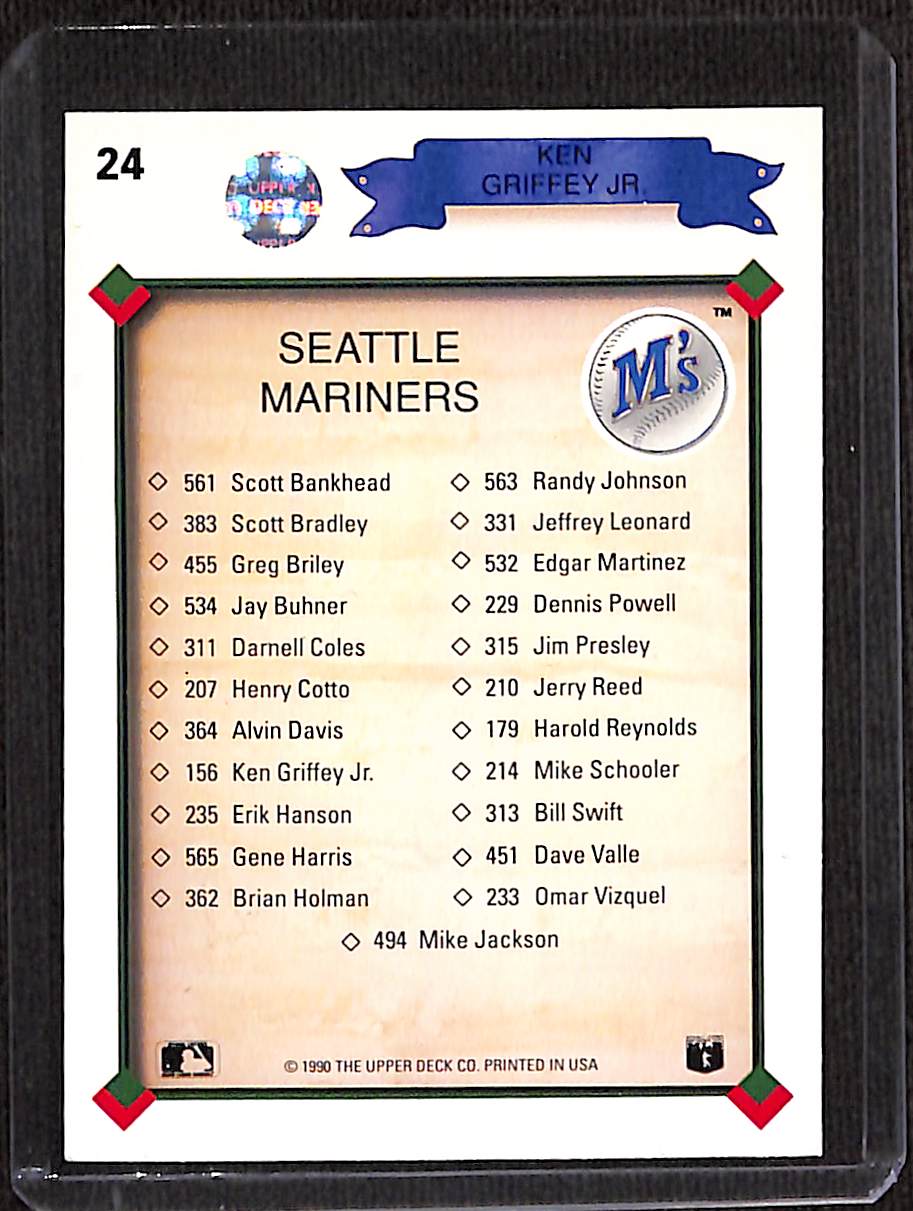 24
UPPER
DECK
KEN
GRIFFEY JR.
SEATTLE
MARINERS
TM
M's
◇ 561 Scott Bankhead
◇ 383 Scott Bradley
◇ 455 Greg Briley
◇ 534 Jay Buhner
◇ 311 Darnell Coles
◇ 207 Henry Cotto
◇ 364 Alvin Davis
◇ 156 Ken Griffey Jr.
◇ 235 Erik Hanson
◇ 565 Gene Harris
◇ 362 Brian Holman
◇ 563 Randy Johnson
◇ 331 Jeffrey Leonard
◇ 532 Edgar Martinez
◇ 229 Dennis Powell
◇ 315 Jim Presley
◇ 210 Jerry Reed
◇ 179 Harold Reynolds
◇ 214 Mike Schooler
◇ 313 Bill Swift
◇ 451 Dave Valle
◇ 233 Omar Vizquel
◇ 494 Mike Jackson
© 1990 THE UPPER DECK CO. PRINTED IN USA